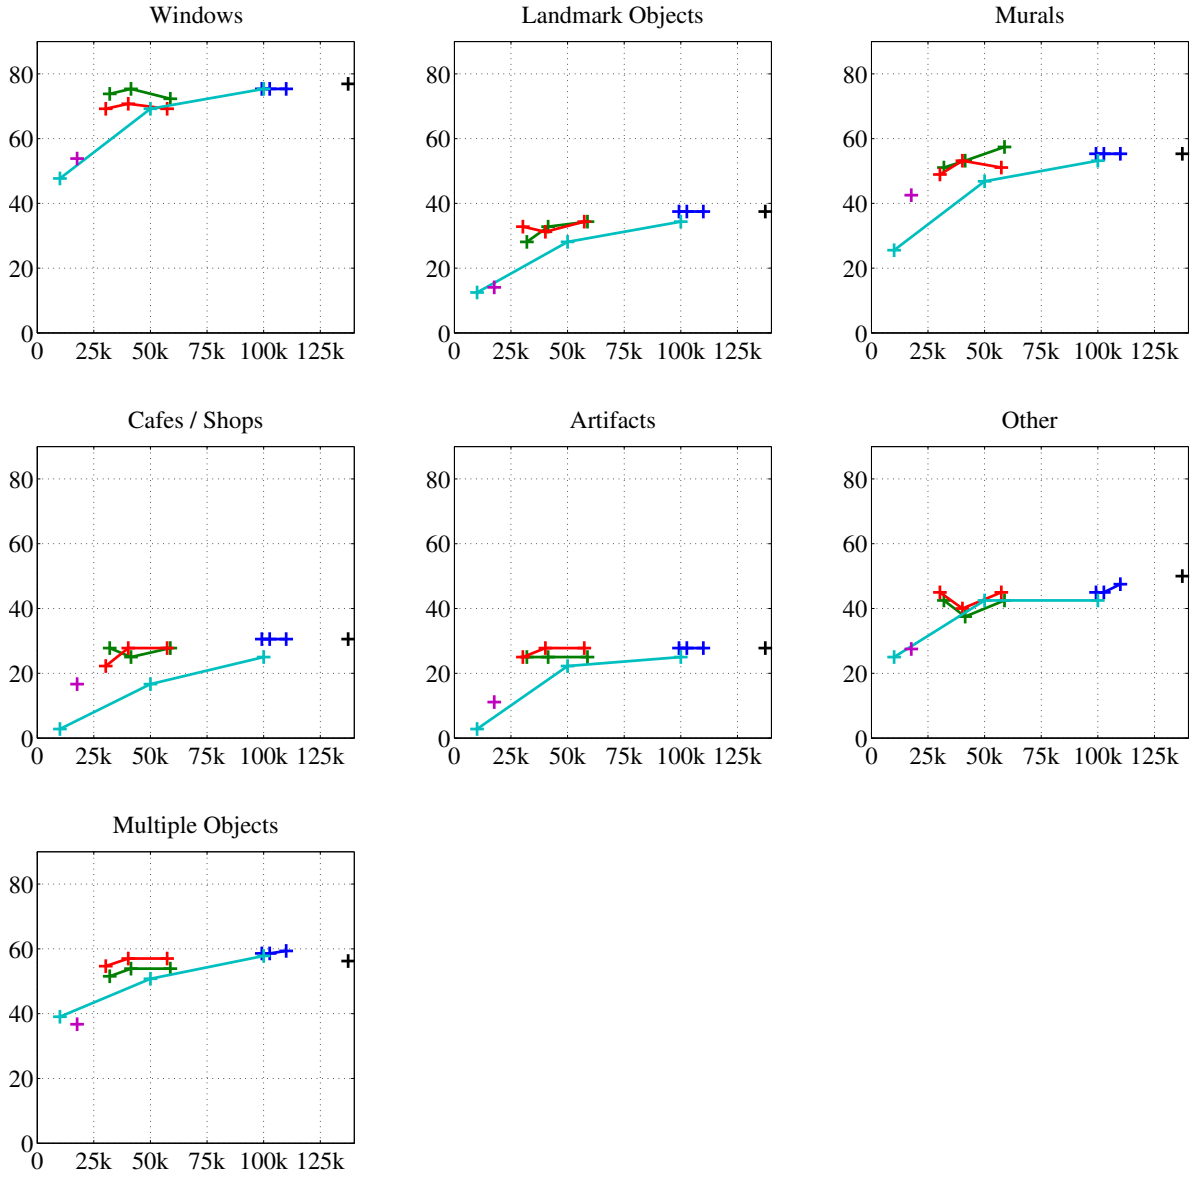 Windows Landmark Objects Murals
80 80 80
60 60 60
40 40 40
20 20 20
0 0 0
0 25k 50k 75k 100k 125k 0 25k 50k 75k 100k 125k 0 25k 50k 75k 100k 125k
Cafes / Shops Artifacts Other
80 80 80
60 60 60
40 40 40
20 20 20
0 0 0
0 25k 50k 75k 100k 125k 0 25k 50k 75k 100k 125k 0 25k 50k 75k 100k 125k
Multiple Objects
80
60
40
20
0
0 25k 50k 75k 100k 125k